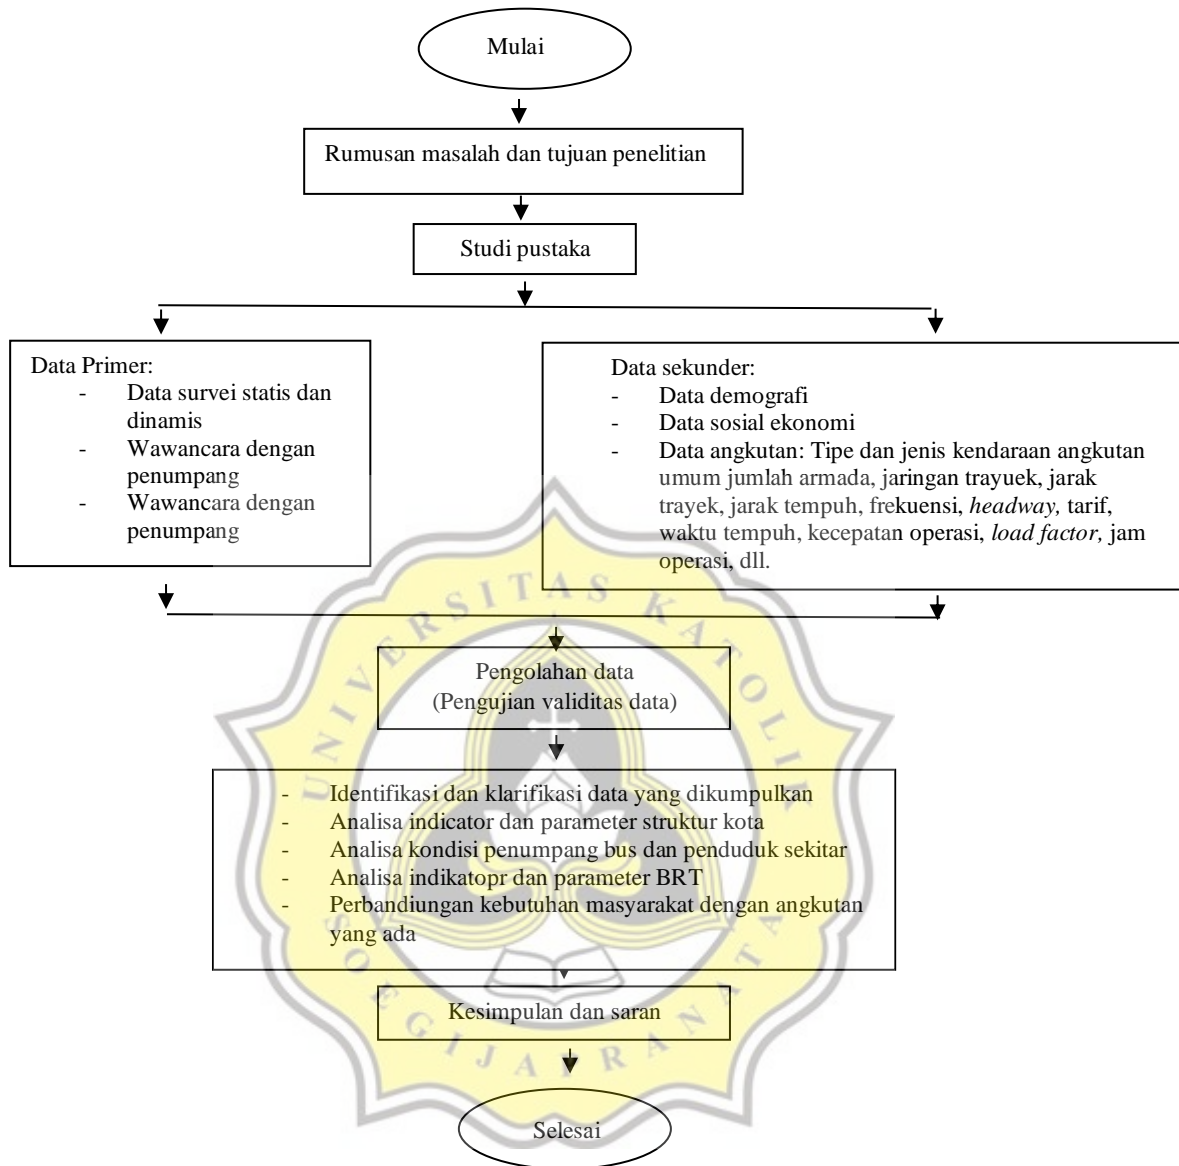 Mulai
Rumusan masalah dan tujuan penelitian
Studi pustaka
Data Primer:
- Data survei statis dan
dinamis
- Wawancara dengan
penumpang
- Wawancara dengan
penumpang
Data sekunder:
- Data demografi
- Data sosial ekonomi
- Data angkutan: Tipe dan jenis kendaraan angkutan
umum jumlah armada, jaringan trayuek, jarak
trayek, jarak tempuh, frekuensi, headway, tarif,
waktu tempuh, kecepatan operasi, load factor, jam
operasi, dll.
Pengolahan data
(Pengujian validitas data)
- Identifikasi dan klarifikasi data yang dikumpulkan
- Analisa indicator dan parameter struktur kota
- Analisa kondisi penumpang bus dan penduduk sekitar
- Analisa indikatopr dan parameter BRT
- Perbandiungan kebutuhan masyarakat dengan angkutan
yang ada
Kesimpulan dan saran
Selesai
UNIVERSITAS KATOLIK
SOEGIJAPRANATA